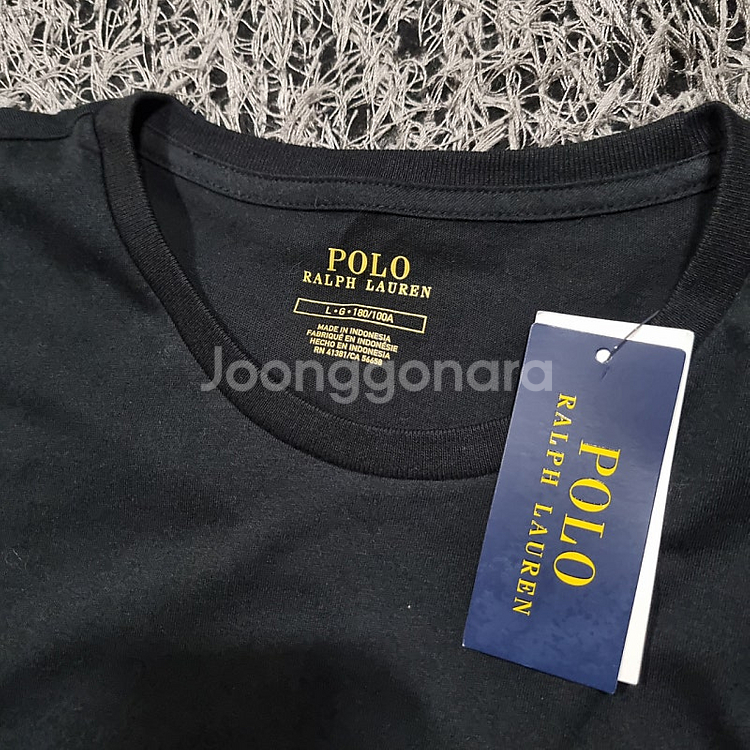 POLO
RALPH LAUREN
L • G • 180/100A
MADE IN INDONESIA
FABRIQUÉ EN INDONÉSIE
HECHO EN INDONESIA
RN 41381/CA 56658
Joonggonara
POLO
RALPH LAUREN